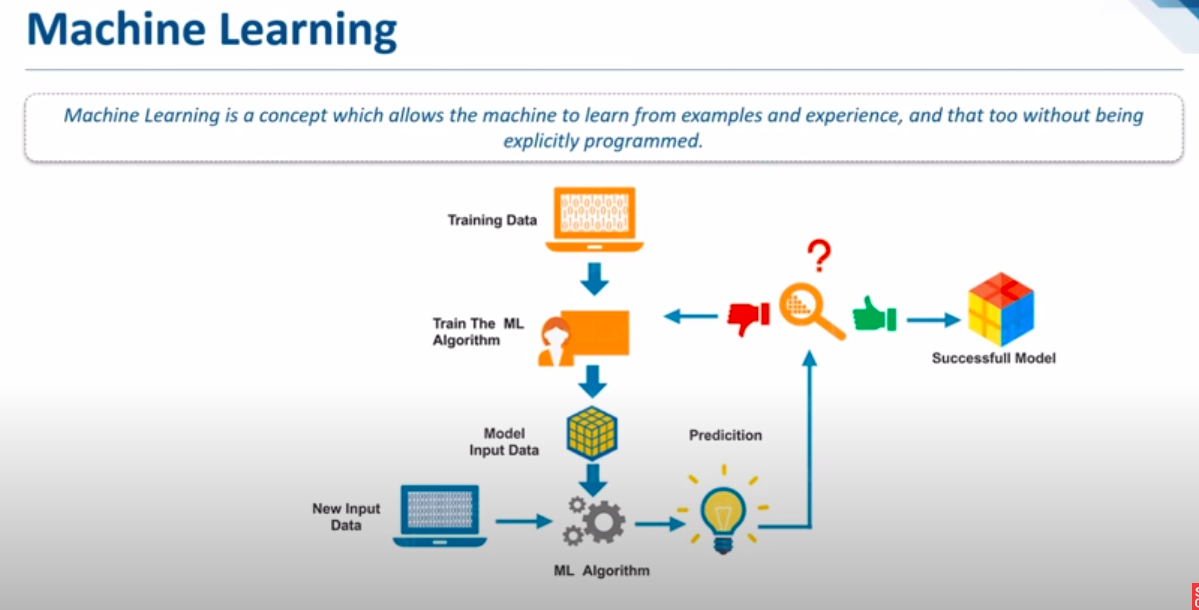 Machine Learning
Machine Learning is a concept which allows the machine to learn from examples and experience, and that too without being
explicitly programmed.
Training Data
?
Train The ML
Algorithm
Successfull Model
Model
Input Data
Predicition
New Input
Data
ML Algorithm